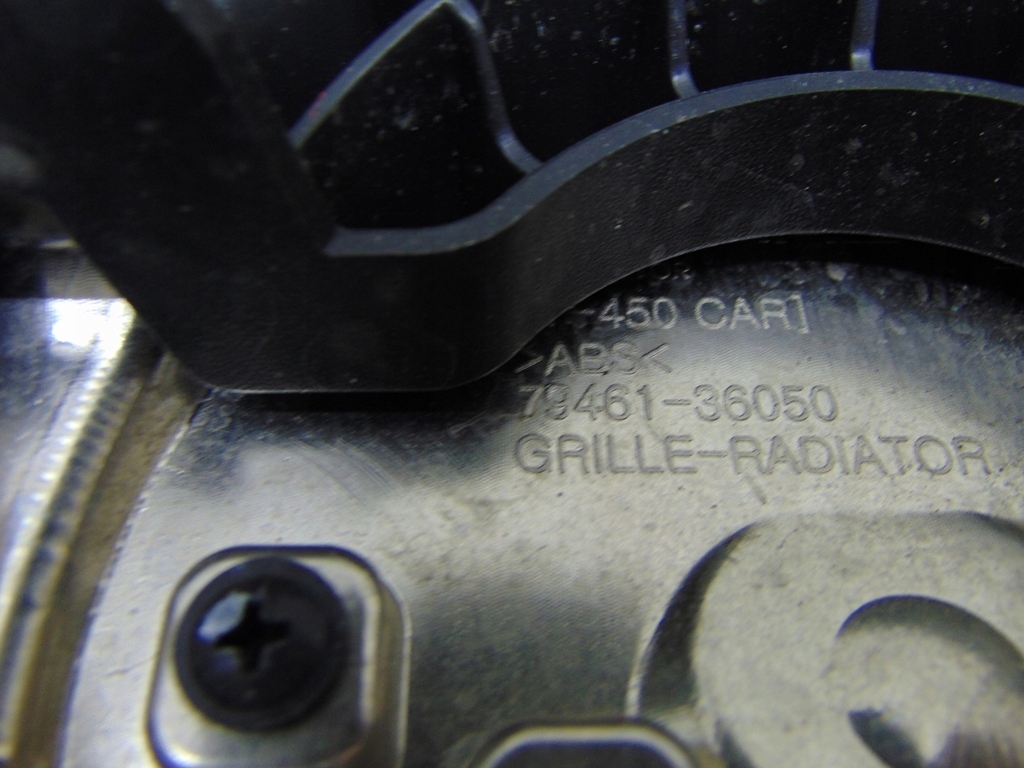 -450 CAR]
>ABS<
79461-36050
GRILLE-RADIATOR